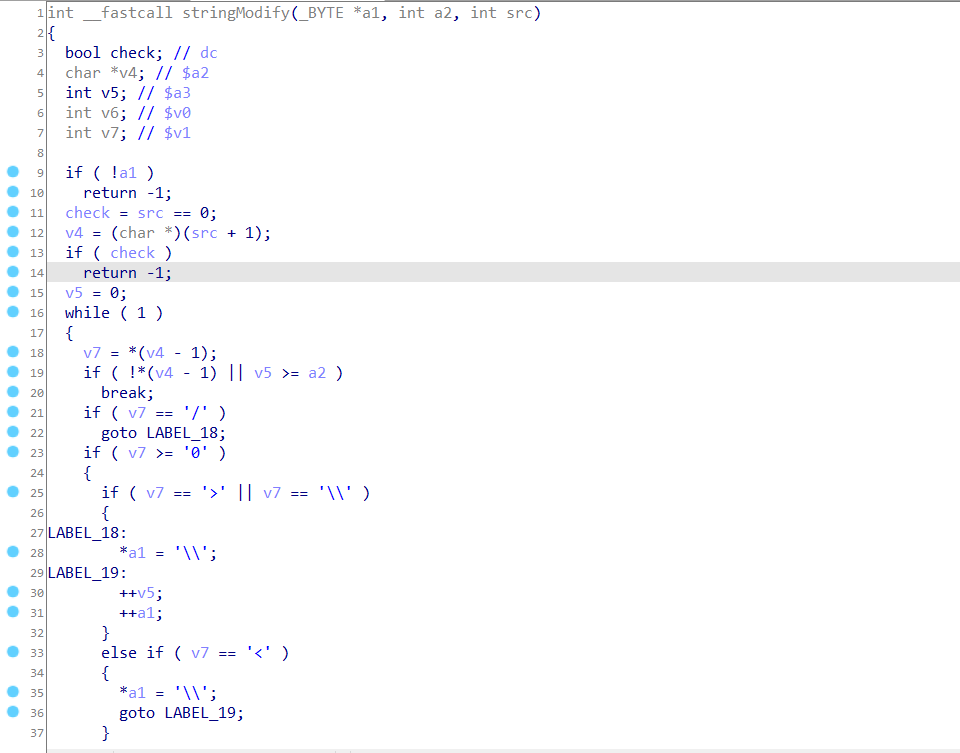 1 int __fastcall stringModify(_BYTE *a1, int a2, int src)
2 {
3   bool check; // dc
4   char *v4; // $a2
5   int v5; // $a3
6   int v6; // $v0
7   int v7; // $v1
8
9   if ( !a1 )
10     return -1;
11   check = src == 0;
12   v4 = (char *)(src + 1);
13   if ( check )
14     return -1;
15   v5 = 0;
16   while ( 1 )
17   {
18     v7 = *(v4 - 1);
19     if ( !*(v4 - 1) || v5 >= a2 )
20       break;
21     if ( v7 == '/' )
22       goto LABEL_18;
23     if ( v7 >= '0' )
24     {
25       if ( v7 == '>' || v7 == '\\' )
26       {
27 LABEL_18:
28         *a1 = '\\';
29 LABEL_19:
30         ++v5;
31         ++a1;
32       }
33       else if ( v7 == '<' )
34       {
35         *a1 = '\\';
36         goto LABEL_19;
37       }